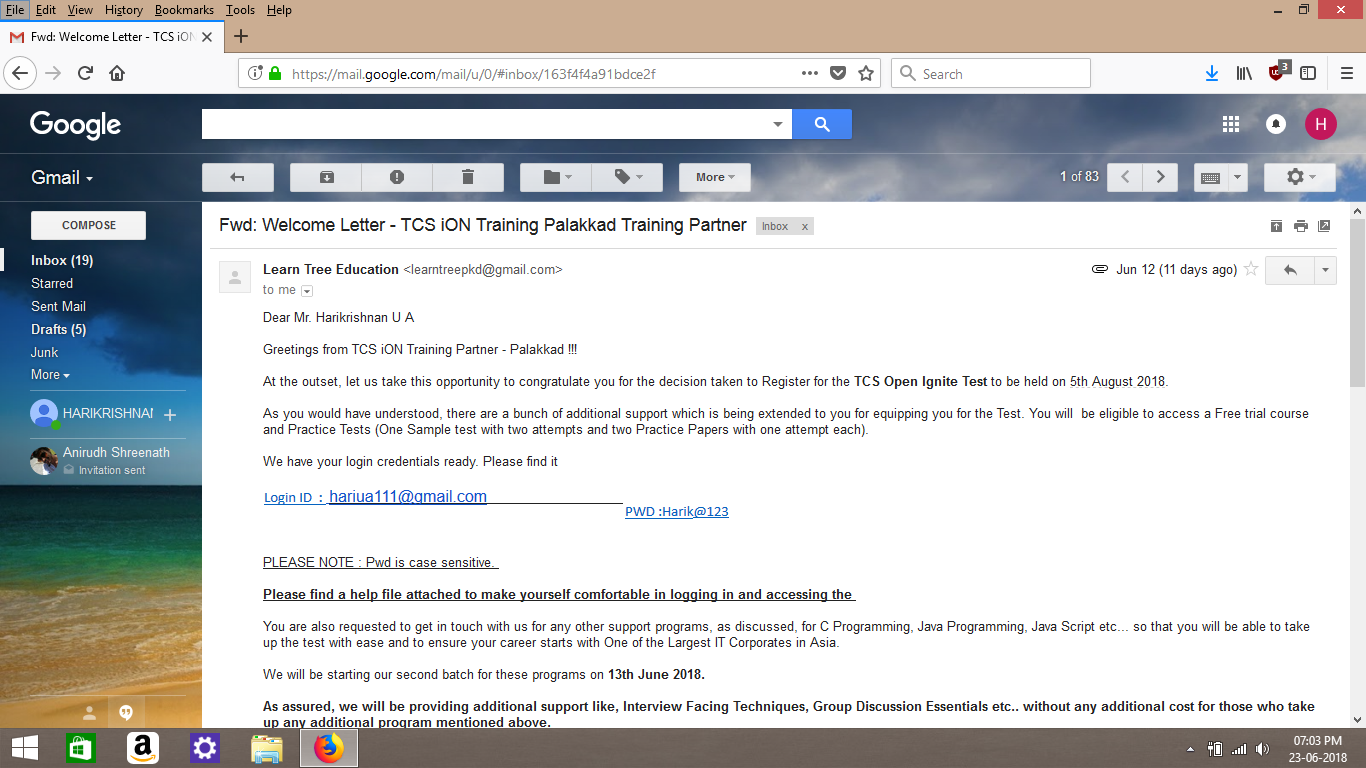 File Edit View History Bookmarks Tools Help
Fwd: Welcome Letter - TCS iON
https://mail.google.com/mail/u/0/#inbox/163f4f4a91bdce2f
Search
3
Google
H
Gmail
More
1 of 83
COMPOSE
Inbox (19)
Starred
Sent Mail
Drafts (5)
Junk
More
HARIKRISHNAN
Anirudh Shreenath
Invitation sent
Fwd: Welcome Letter - TCS iON Training Palakkad Training Partner Inbox x
Learn Tree Education <learntreepkd@gmail.com> Jun 12 (11 days ago)
to me
Dear Mr. Harikrishnan U A
Greetings from TCS iON Training Partner - Palakkad !!!
At the outset, let us take this opportunity to congratulate you for the decision taken to Register for the TCS Open Ignite Test to be held on 5th August 2018.
As you would have understood, there are a bunch of additional support which is being extended to you for equipping you for the Test. You will  be eligible to access a Free trial course
and Practice Tests (One Sample test with two attempts and two Practice Papers with one attempt each).
We have your login credentials ready. Please find it
Login ID : hariua111@gmail.com
PWD :Harik@123
PLEASE NOTE : Pwd is case sensitive.
Please find a help file attached to make yourself comfortable in logging in and accessing the
You are also requested to get in touch with us for any other support programs, as discussed, for C Programming, Java Programming, Java Script etc... so that you will be able to take
up the test with ease and to ensure your career starts with One of the Largest IT Corporates in Asia.
We will be starting our second batch for these programs on 13th June 2018.
As assured, we will be providing additional support like, Interview Facing Techniques, Group Discussion Essentials etc.. without any additional cost for those who take
up any additional program mentioned above.
07:03 PM
23-06-2018